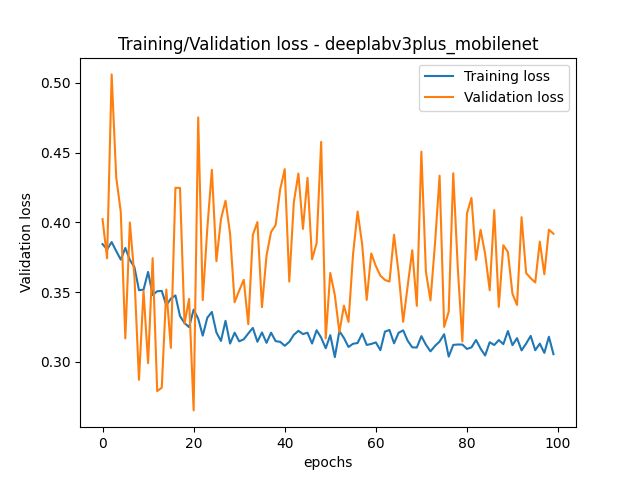 Training/Validation loss - deeplabv3plus_mobilenet
Training loss
Validation loss
0.50
0.45
0.40
0.35
0.30
Validation loss
0
20
40
60
80
100
epochs